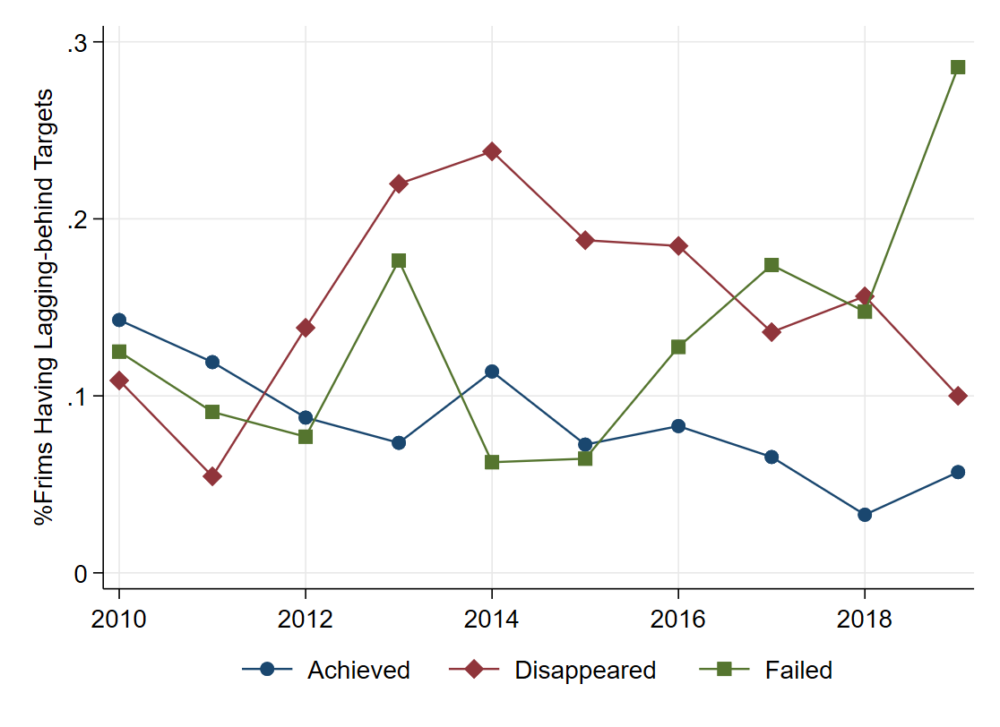 %Frims Having Lagging-behind Targets
.3
.2
.1
0
2010 2012 2014 2016 2018
Achieved Disappeared Failed